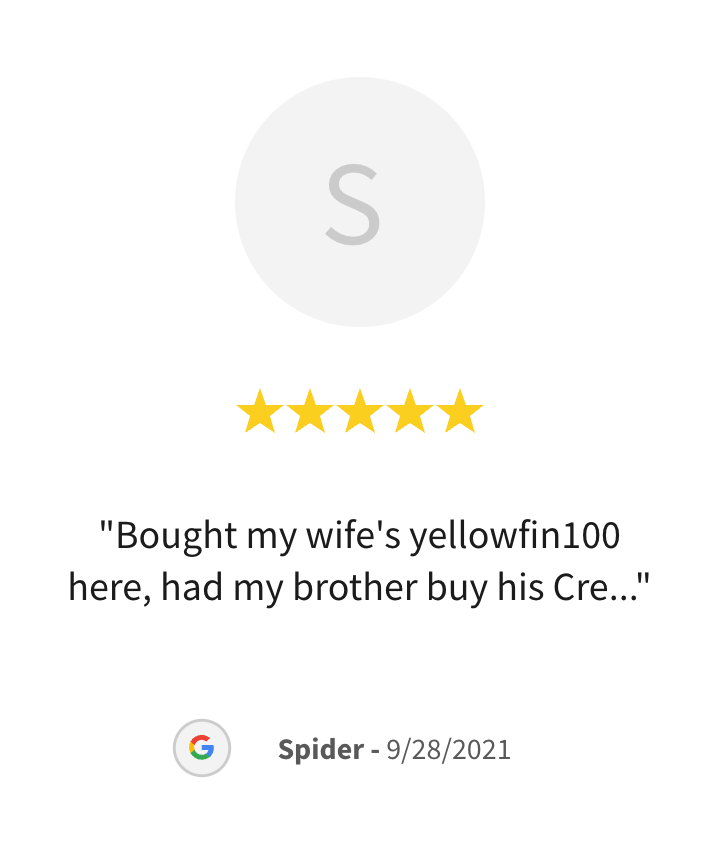 S
"Bought my wife's yellowfin100
here, had my brother buy his Cre..."
G
Spider - 9/28/2021